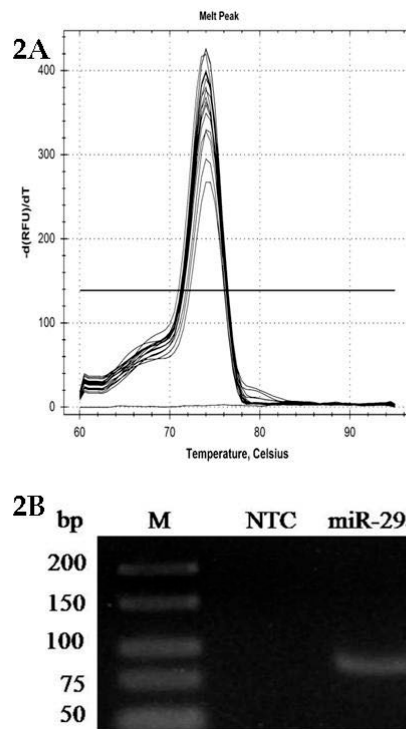 2A
Melt Peak
400
300
200
100
0
-d(RFU)/dT
60 70 80 90
Temperature, Celsius
2B
bp M NTC miR-29
200
150
100
75
50